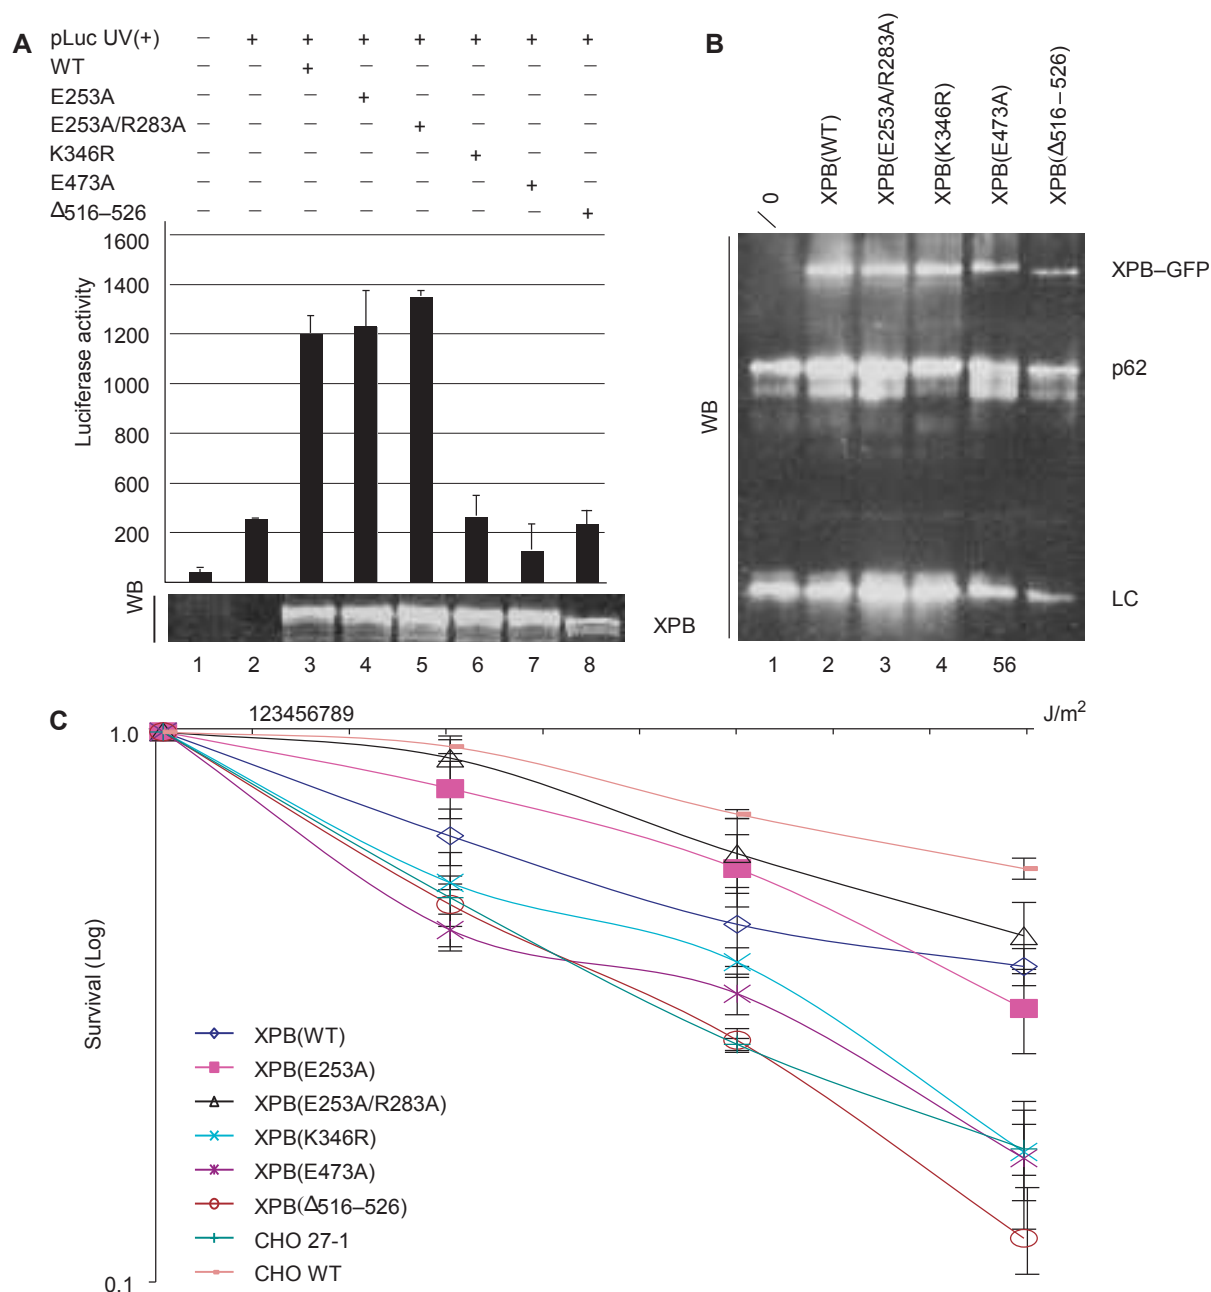 A
pLuc UV(+) – + + + + + + +
WT – – + – – – – –
E253A – – – + – – – –
E253A/R283A – – – – + – – –
K346R – – – – – + – –
E473A – – – – – – + –
Δ516–526 – – – – – – – +
1600
1400
1200
1000
800
600
400
200
Luciferase activity
WB
XPB
1 2 3 4 5 6 7 8
B
/ 0
XPB(WT)
XPB(E253A/R283A)
XPB(K346R)
XPB(E473A)
XPB(Δ516–526)
WB
XPB–GFP
p62
LC
1 2 3 4 56
C
123456789
J/m²
1.0
Survival (Log)
0.1
XPB(WT)
XPB(E253A)
XPB(E253A/R283A)
XPB(K346R)
XPB(E473A)
XPB(Δ516–526)
CHO 27-1
CHO WT